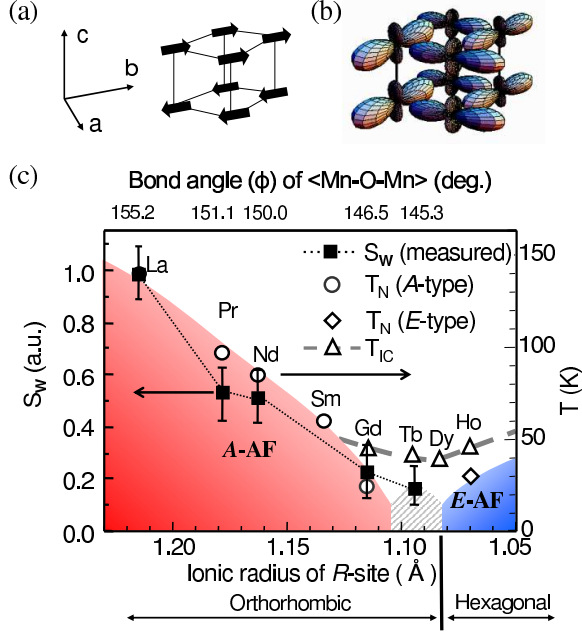 (a)
(b)
c
b
a
(c)
Bond angle (ϕ) of <Mn-O-Mn> (deg.)
155.2 151.1 150.0 146.5 145.3
S_W (measured)
T_N (A-type)
T_N (E-type)
T_IC
La
Pr
Nd
Sm
Gd
Tb
Dy
Ho
A-AF
E-AF
S_W (a.u.)
1.0
0.8
0.6
0.4
0.2
T (K)
150
100
50
0
1.20 1.15 1.10 1.05
Ionic radius of R-site ( Å )
Orthorhombic Hexagonal